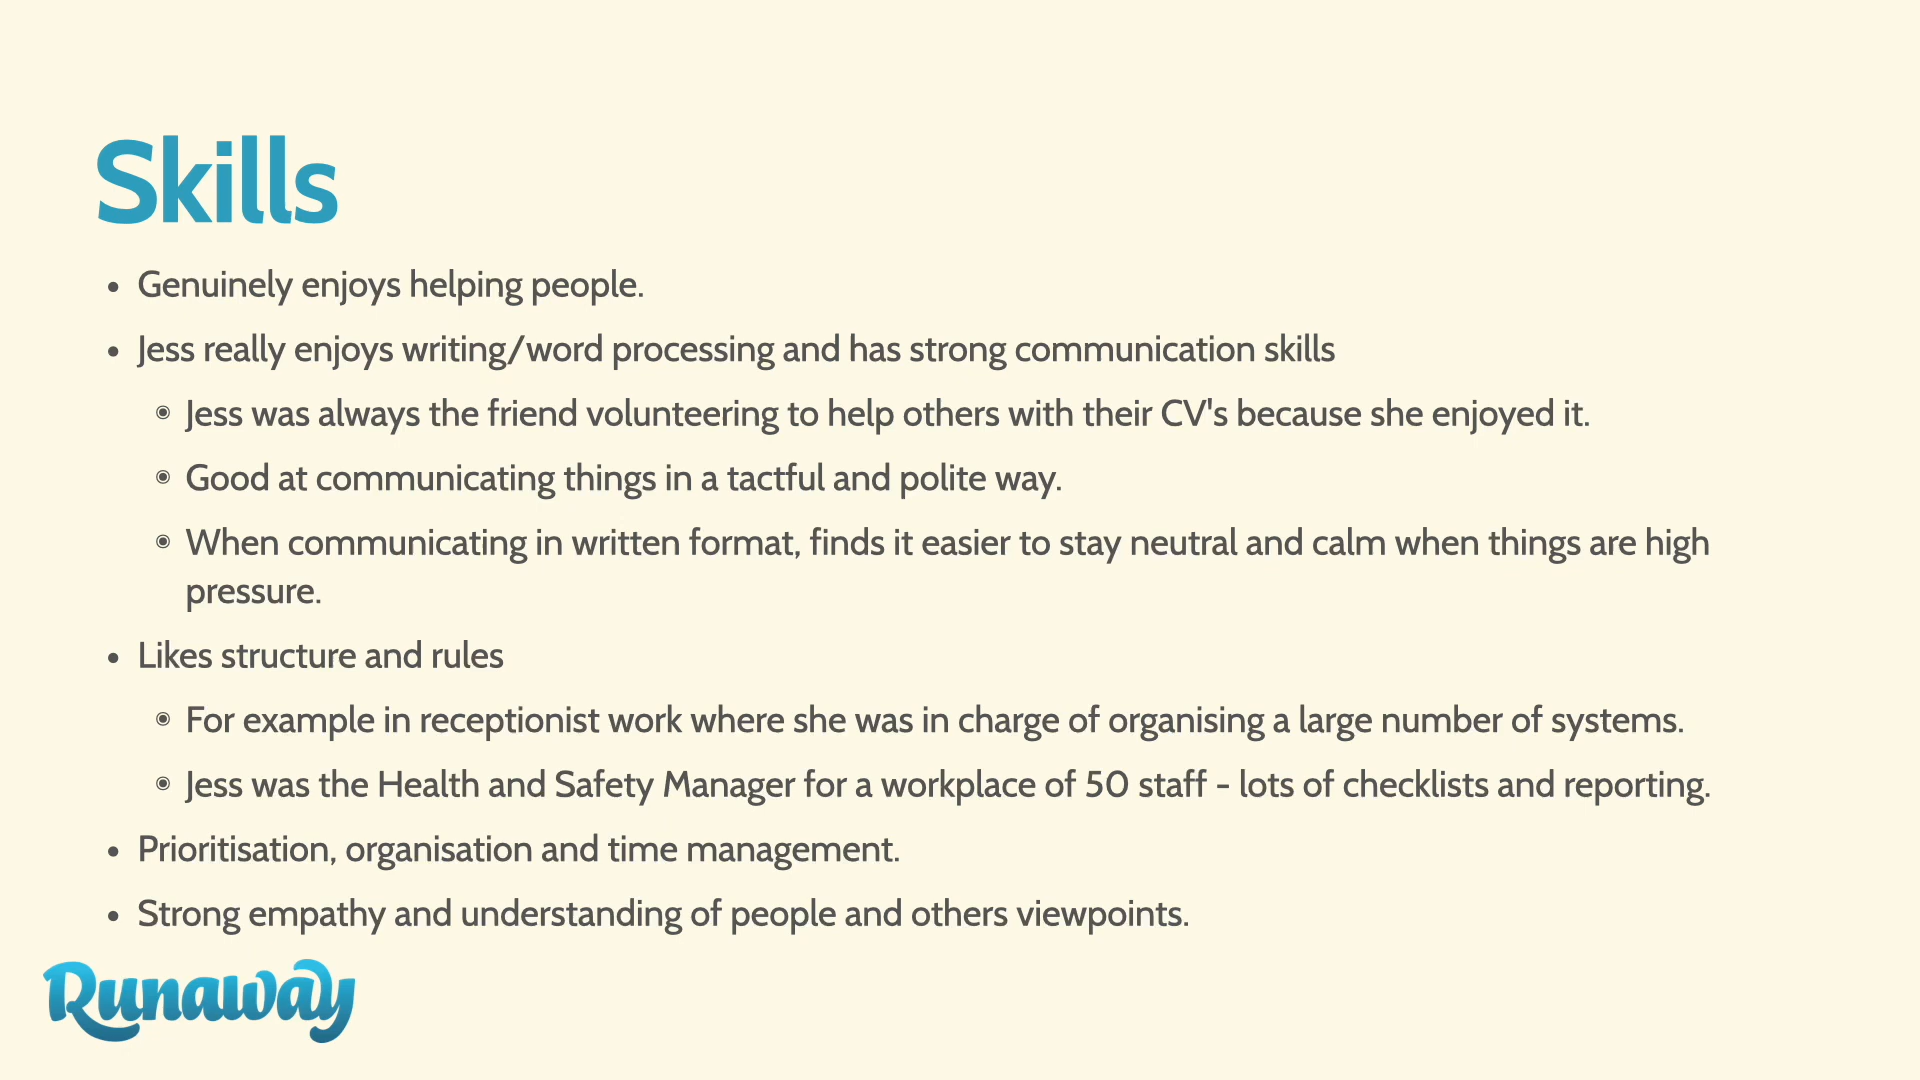 Skills
• Genuinely enjoys helping people.
• Jess really enjoys writing/word processing and has strong communication skills
◉ Jess was always the friend volunteering to help others with their CV's because she enjoyed it.
◉ Good at communicating things in a tactful and polite way.
◉ When communicating in written format, finds it easier to stay neutral and calm when things are high
pressure.
• Likes structure and rules
◉ For example in receptionist work where she was in charge of organising a large number of systems.
◉ Jess was the Health and Safety Manager for a workplace of 50 staff - lots of checklists and reporting.
• Prioritisation, organisation and time management.
• Strong empathy and understanding of people and others viewpoints.
Runaway